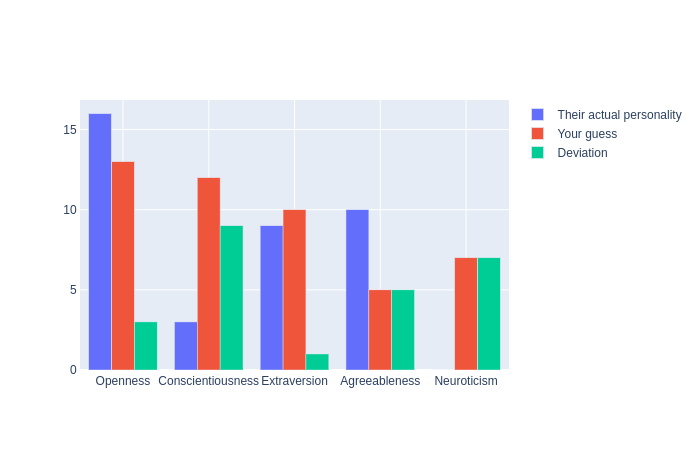 Their actual personality
Your guess
Deviation
15
10
5
0
Openness Conscientiousness Extraversion Agreeableness Neuroticism